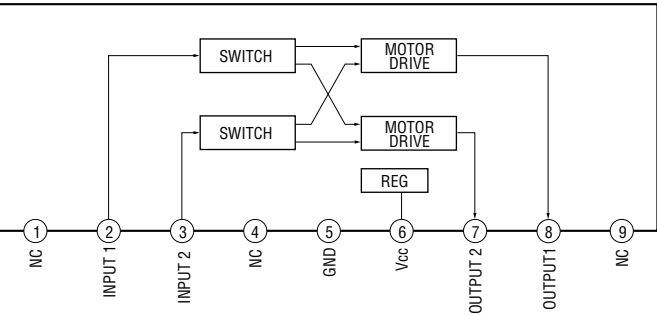 SWITCH
MOTOR
DRIVE
SWITCH
MOTOR
DRIVE
REG
1
2
3
4
5
6
7
8
9
NC
INPUT 1
INPUT 2
NC
GND
Vcc
OUTPUT 2
OUTPUT1
NC